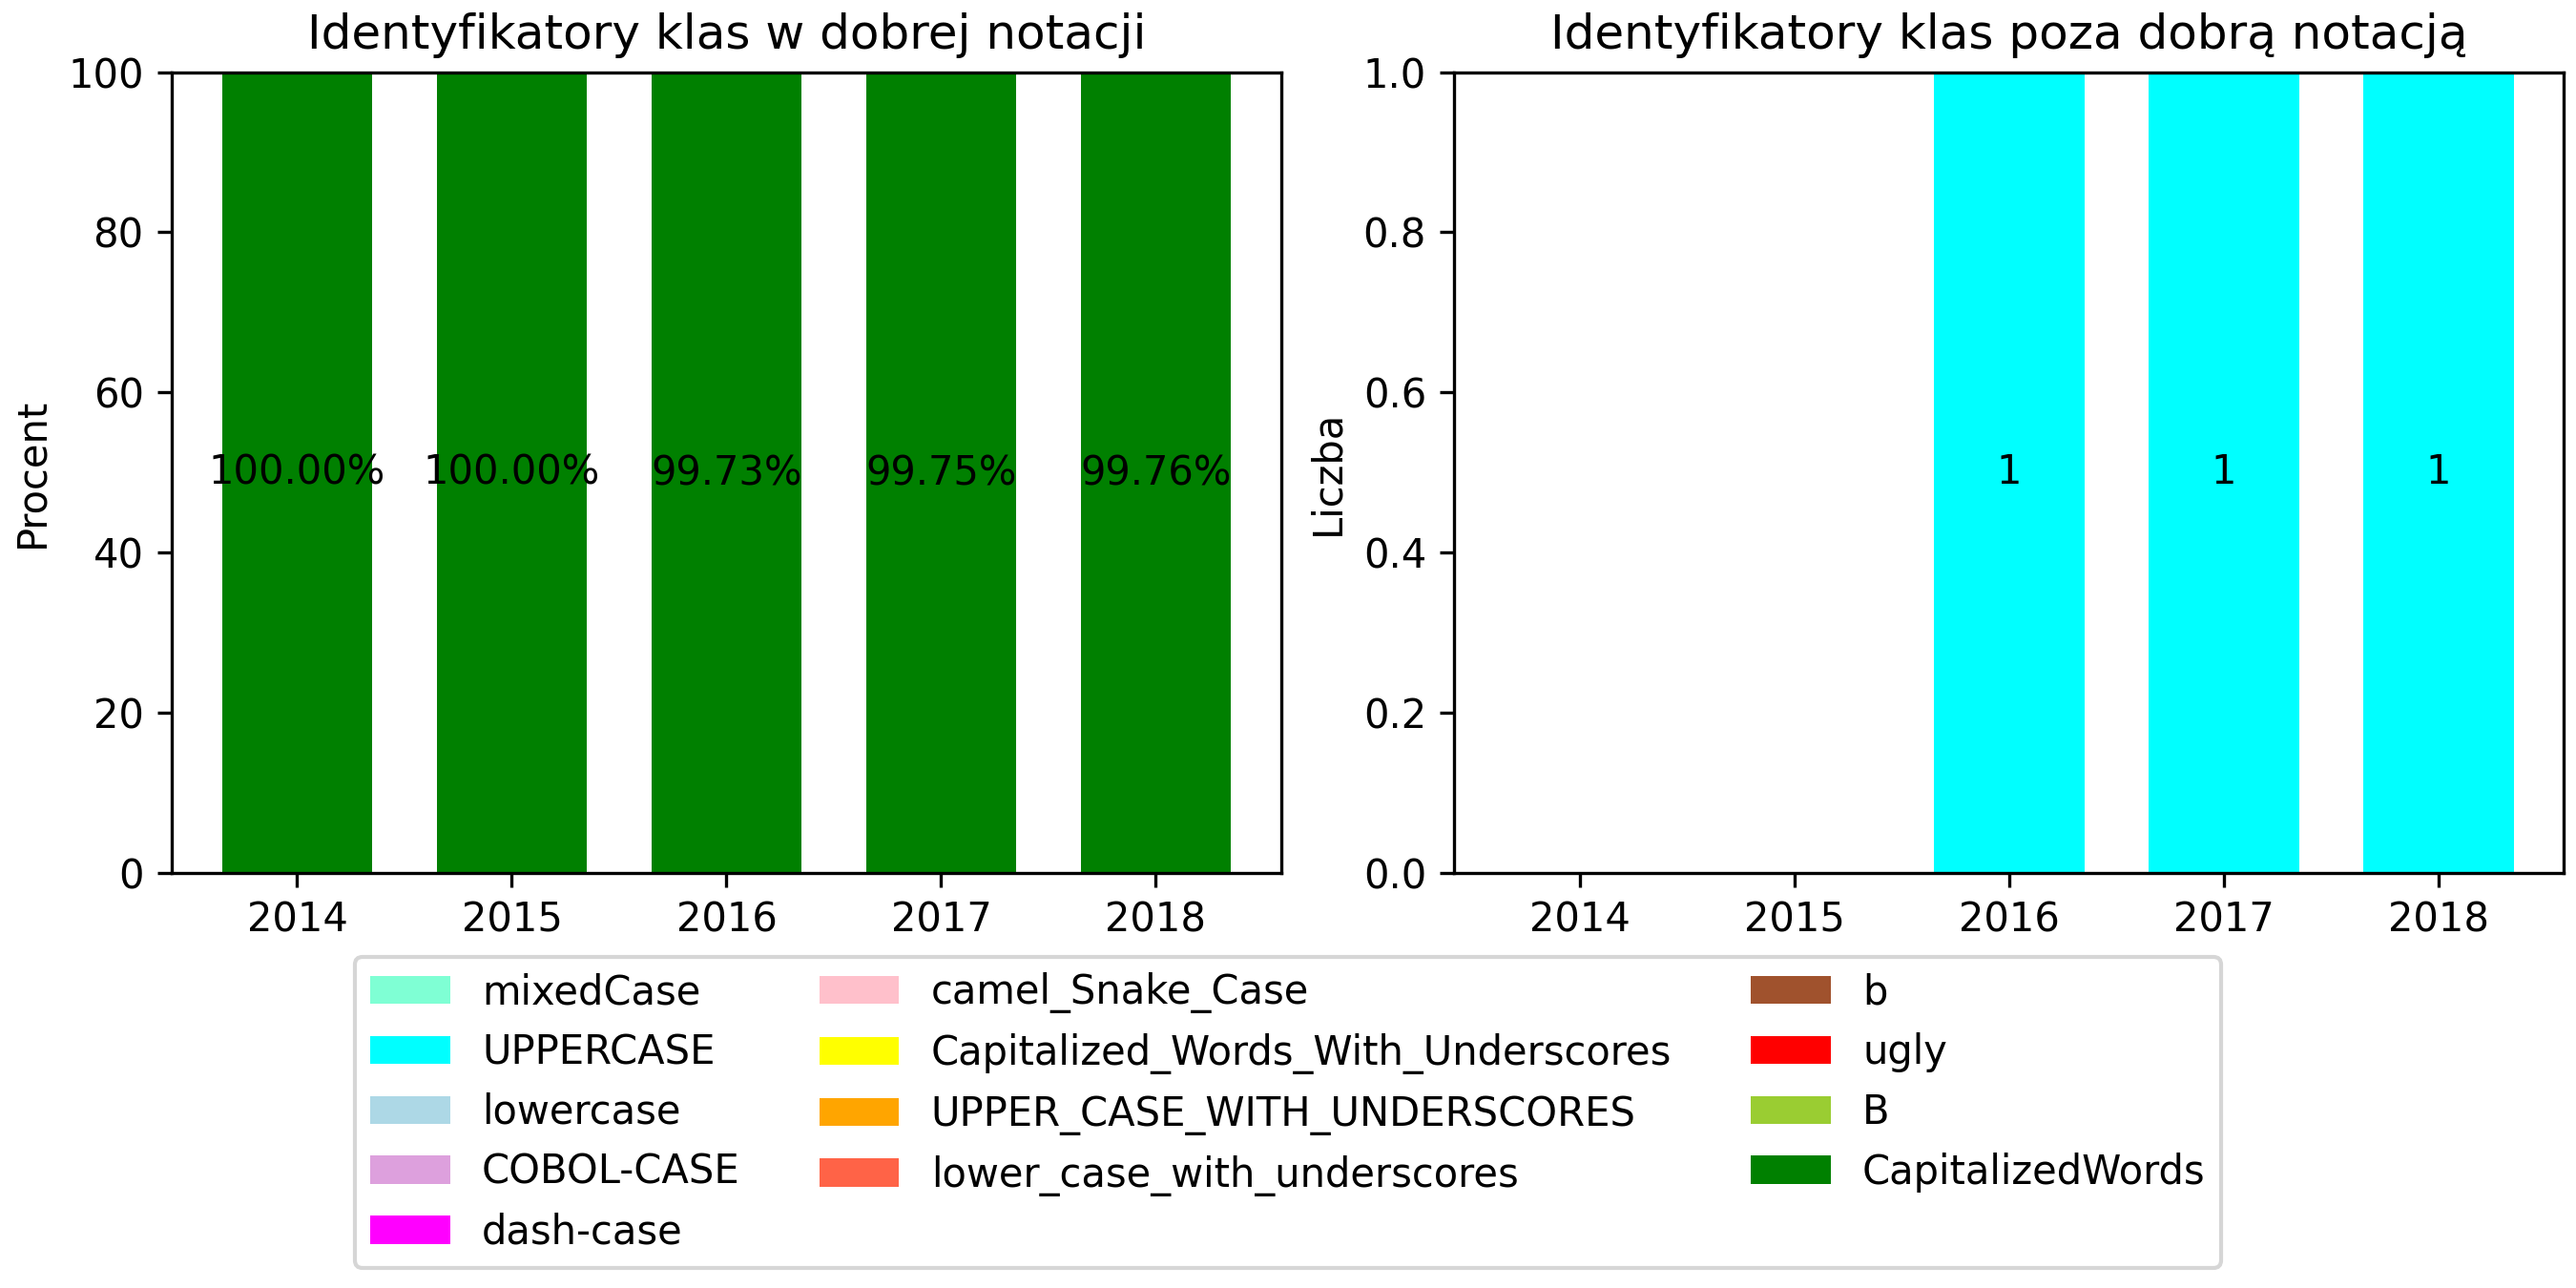 Identyfikatory klas w dobrej notacji
100
80
60
40
20
0
Procent
100.00% 100.00% 99.73% 99.75% 99.76%
2014 2015 2016 2017 2018
Identyfikatory klas poza dobrą notacją
1.0
0.8
0.6
0.4
0.2
0.0
Liczba
1 1 1
2014 2015 2016 2017 2018
mixedCase
UPPERCASE
lowercase
COBOL-CASE
dash-case
camel_Snake_Case
Capitalized_Words_With_Underscores
UPPER_CASE_WITH_UNDERSCORES
lower_case_with_underscores
b
ugly
B
CapitalizedWords